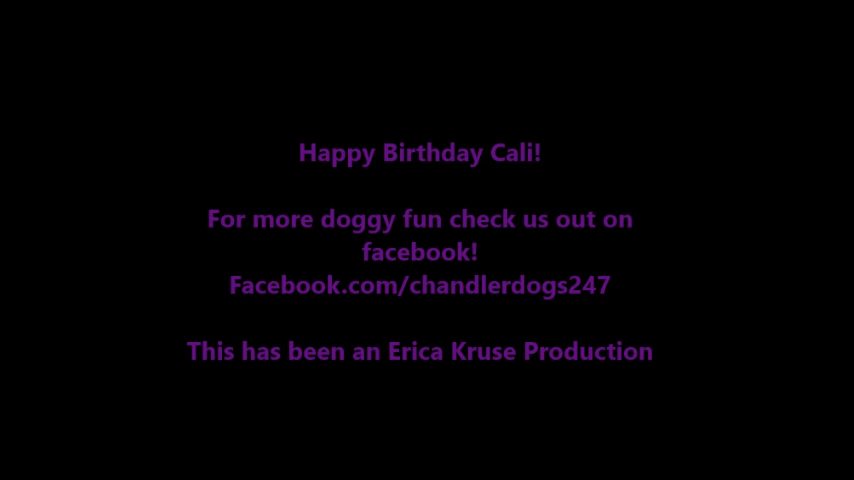 Happy Birthday Cali!
For more doggy fun check us out on
facebook!
Facebook.com/chandlerdogs247
This has been an Erica Kruse Production